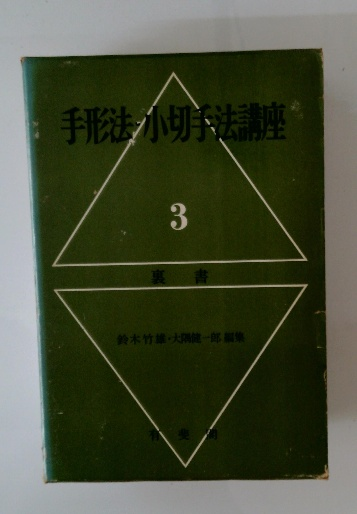 手形法・小切手法講座
3
裏書
鈴木竹雄・大隅健一郎編集
有斐閣